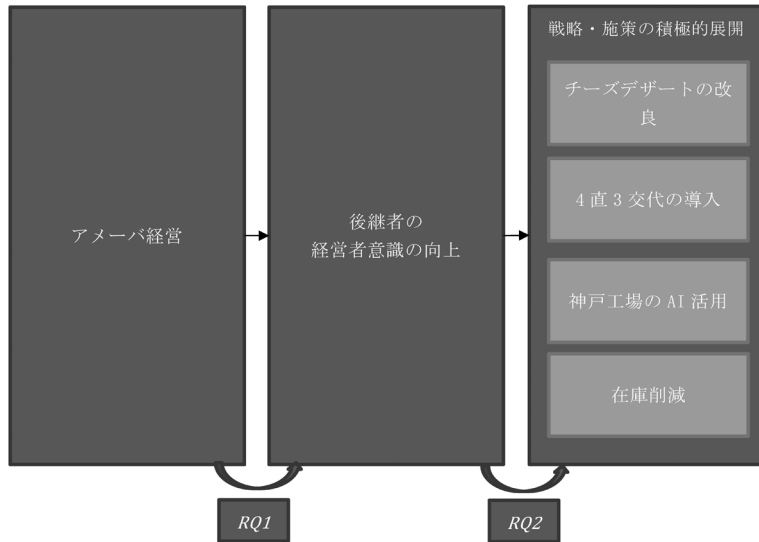 アメーバ経営
後継者の
経営者意識の向上
戦略・施策の積極的展開
チーズデザートの改
良
4直3交代の導入
神戸工場のAI活用
在庫削減
RQ1
RQ2